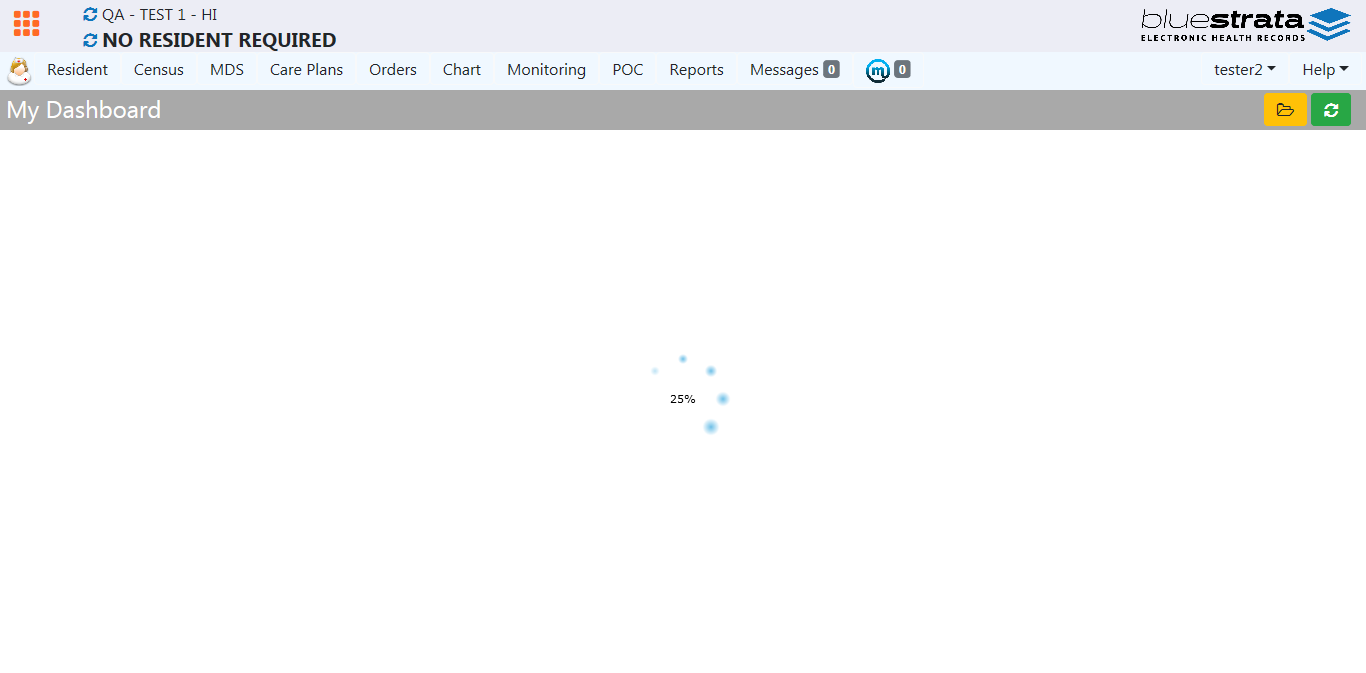 QA - TEST 1 - HI
NO RESIDENT REQUIRED
bluestrata
ELECTRONIC HEALTH RECORDS
Resident Census MDS Care Plans Orders Chart Monitoring POC Reports Messages 0 m 0 tester2 Help
My Dashboard
25%